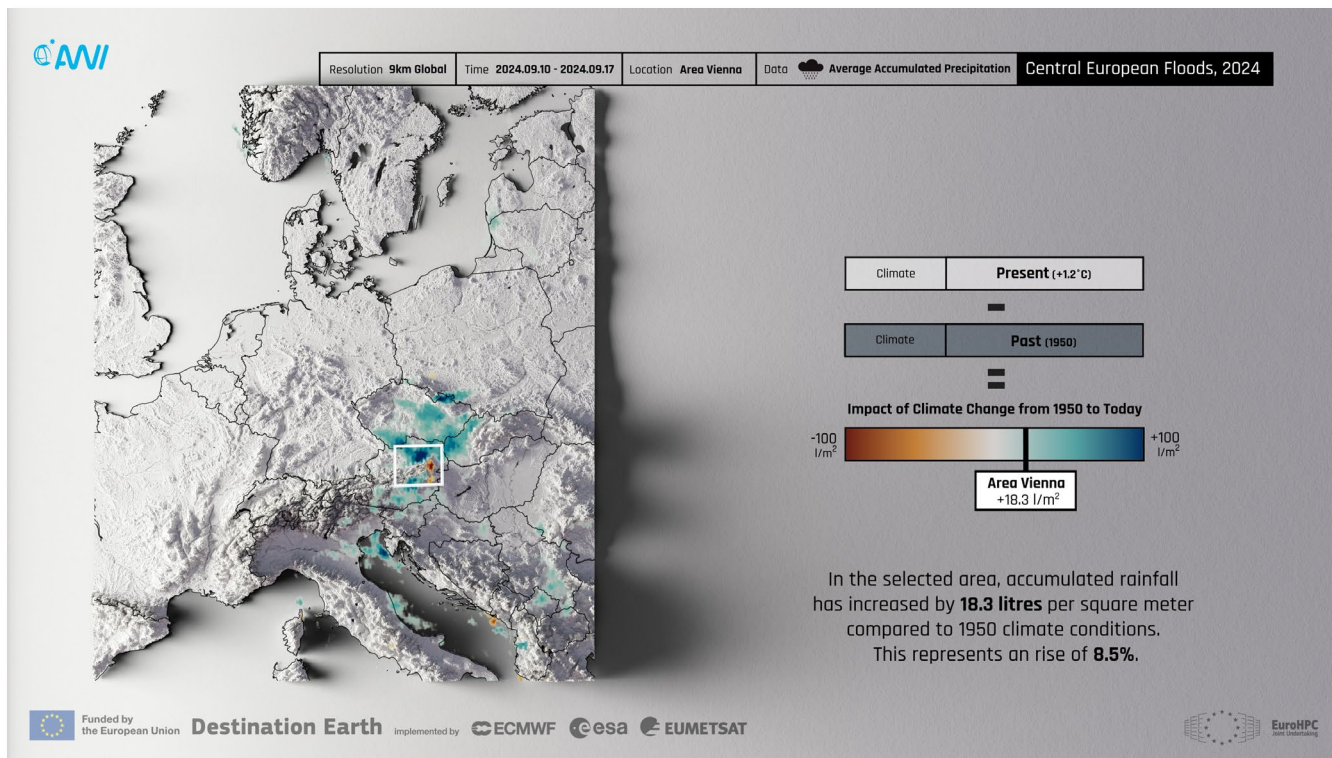 AWI
Resolution 9km Global Time 2024.09.10 - 2024.09.17 Location Area Vienna Data Average Accumulated Precipitation Central European Floods, 2024
Climate Present (+1.2°C)
Climate Past (1950)
Impact of Climate Change from 1950 to Today
-100 l/m²
+100 l/m²
Area Vienna
+18.3 l/m²
In the selected area, accumulated rainfall
has increased by 18.3 litres per square meter
compared to 1950 climate conditions.
This represents an rise of 8.5%.
Funded by
the European Union
Destination Earth implemented by ECMWF esa EUMETSAT
EuroHPC
Joint Undertaking